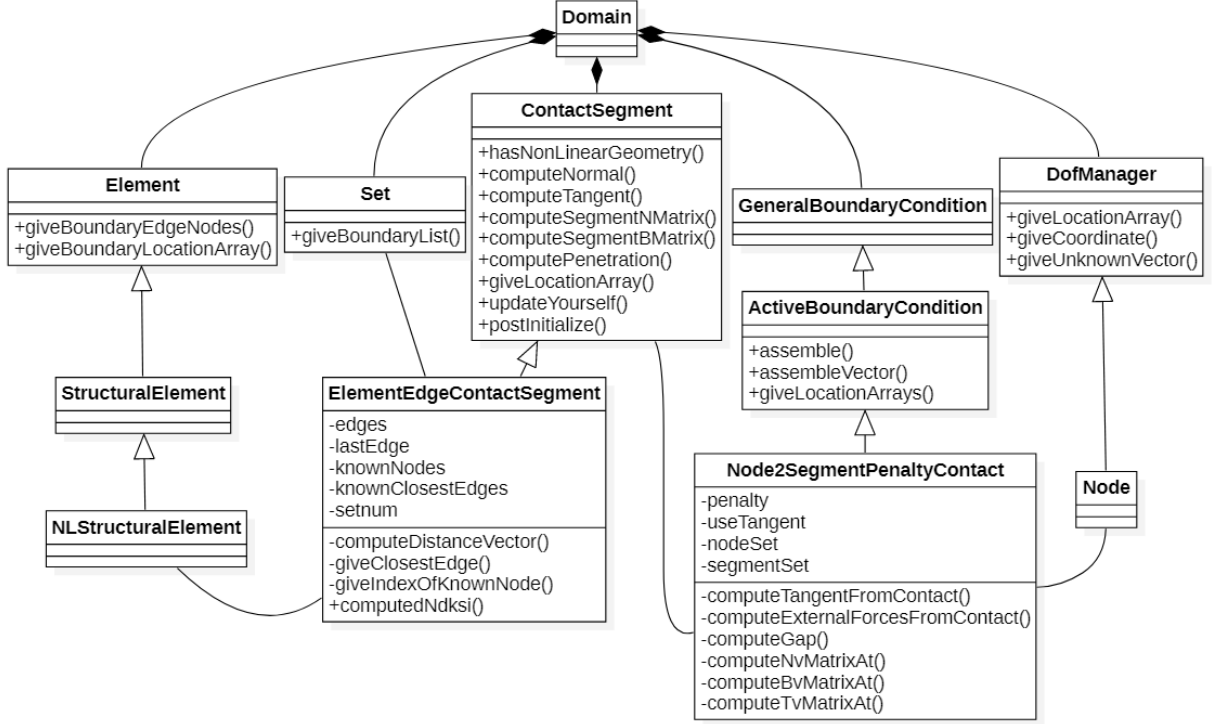 Domain
ContactSegment
+hasNonLinearGeometry()
+computeNormal()
+computeTangent()
+computeSegmentNMatrix()
+computeSegmentBMatrix()
+computePenetration()
+giveLocationArray()
+updateYourself()
+postInitialize()
Element
+giveBoundaryEdgeNodes()
+giveBoundaryLocationArray()
Set
+giveBoundaryList()
GeneralBoundaryCondition
DofManager
+giveLocationArray()
+giveCoordinate()
+giveUnknownVector()
ActiveBoundaryCondition
+assemble()
+assembleVector()
+giveLocationArrays()
StructuralElement
ElementEdgeContactSegment
-edges
-lastEdge
-knownNodes
-knownClosestEdges
-setnum
-computeDistanceVector()
-giveClosestEdge()
-giveIndexOfKnownNode()
+computedNdksi()
NLStructuralElement
Node2SegmentPenaltyContact
-penalty
-useTangent
-nodeSet
-segmentSet
-computeTangentFromContact()
-computeExternalForcesFromContact()
-computeGap()
-computeNvMatrixAt()
-computeBvMatrixAt()
-computeTvMatrixAt()
Node